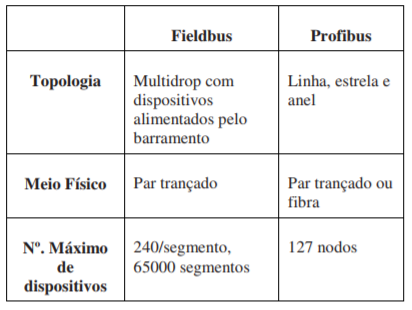 Fieldbus Profibus
Topologia Multidrop com Linha, estrela e
dispositivos anel
alimentados pelo
barramento
Meio Físico Par trançado Par trançado ou
fibra
Nº. Máximo 240/segmento, 127 nodos
de 65000 segmentos
dispositivos